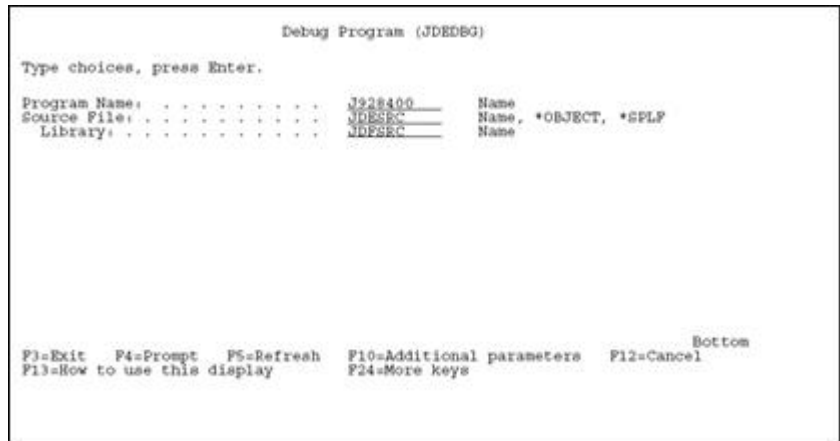 Debug Program (JDEDBG)
Type choices, press Enter.
Program Name: . . . . . . . . . . J928400 Name
Source File: . . . . . . . . . . JDESRC Name, *OBJECT, *SPLF
Library: . . . . . . . . . . . JDFSRC Name
Bottom
F3=Exit F4=Prompt F5=Refresh F10=Additional parameters F12=Cancel
F13=How to use this display F24=More keys